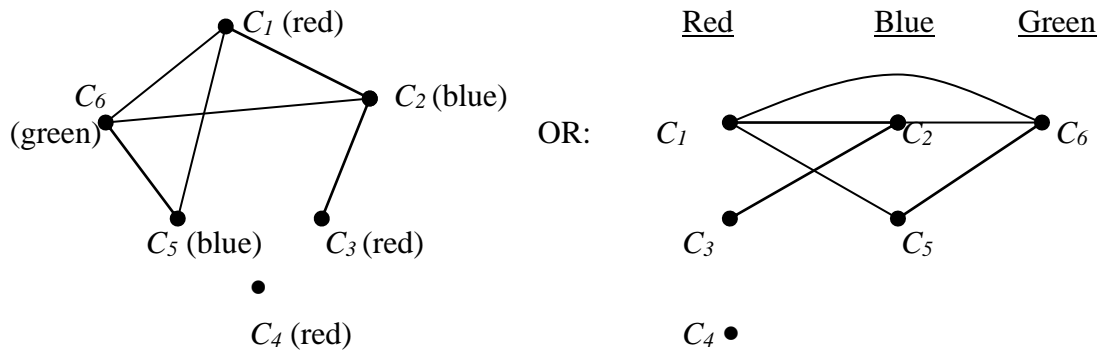 C1 (red)
C6
(green)
C2 (blue)
C5 (blue)
C3 (red)
C4 (red)
OR:
Red Blue Green
C1 C2 C6
C3 C5
C4